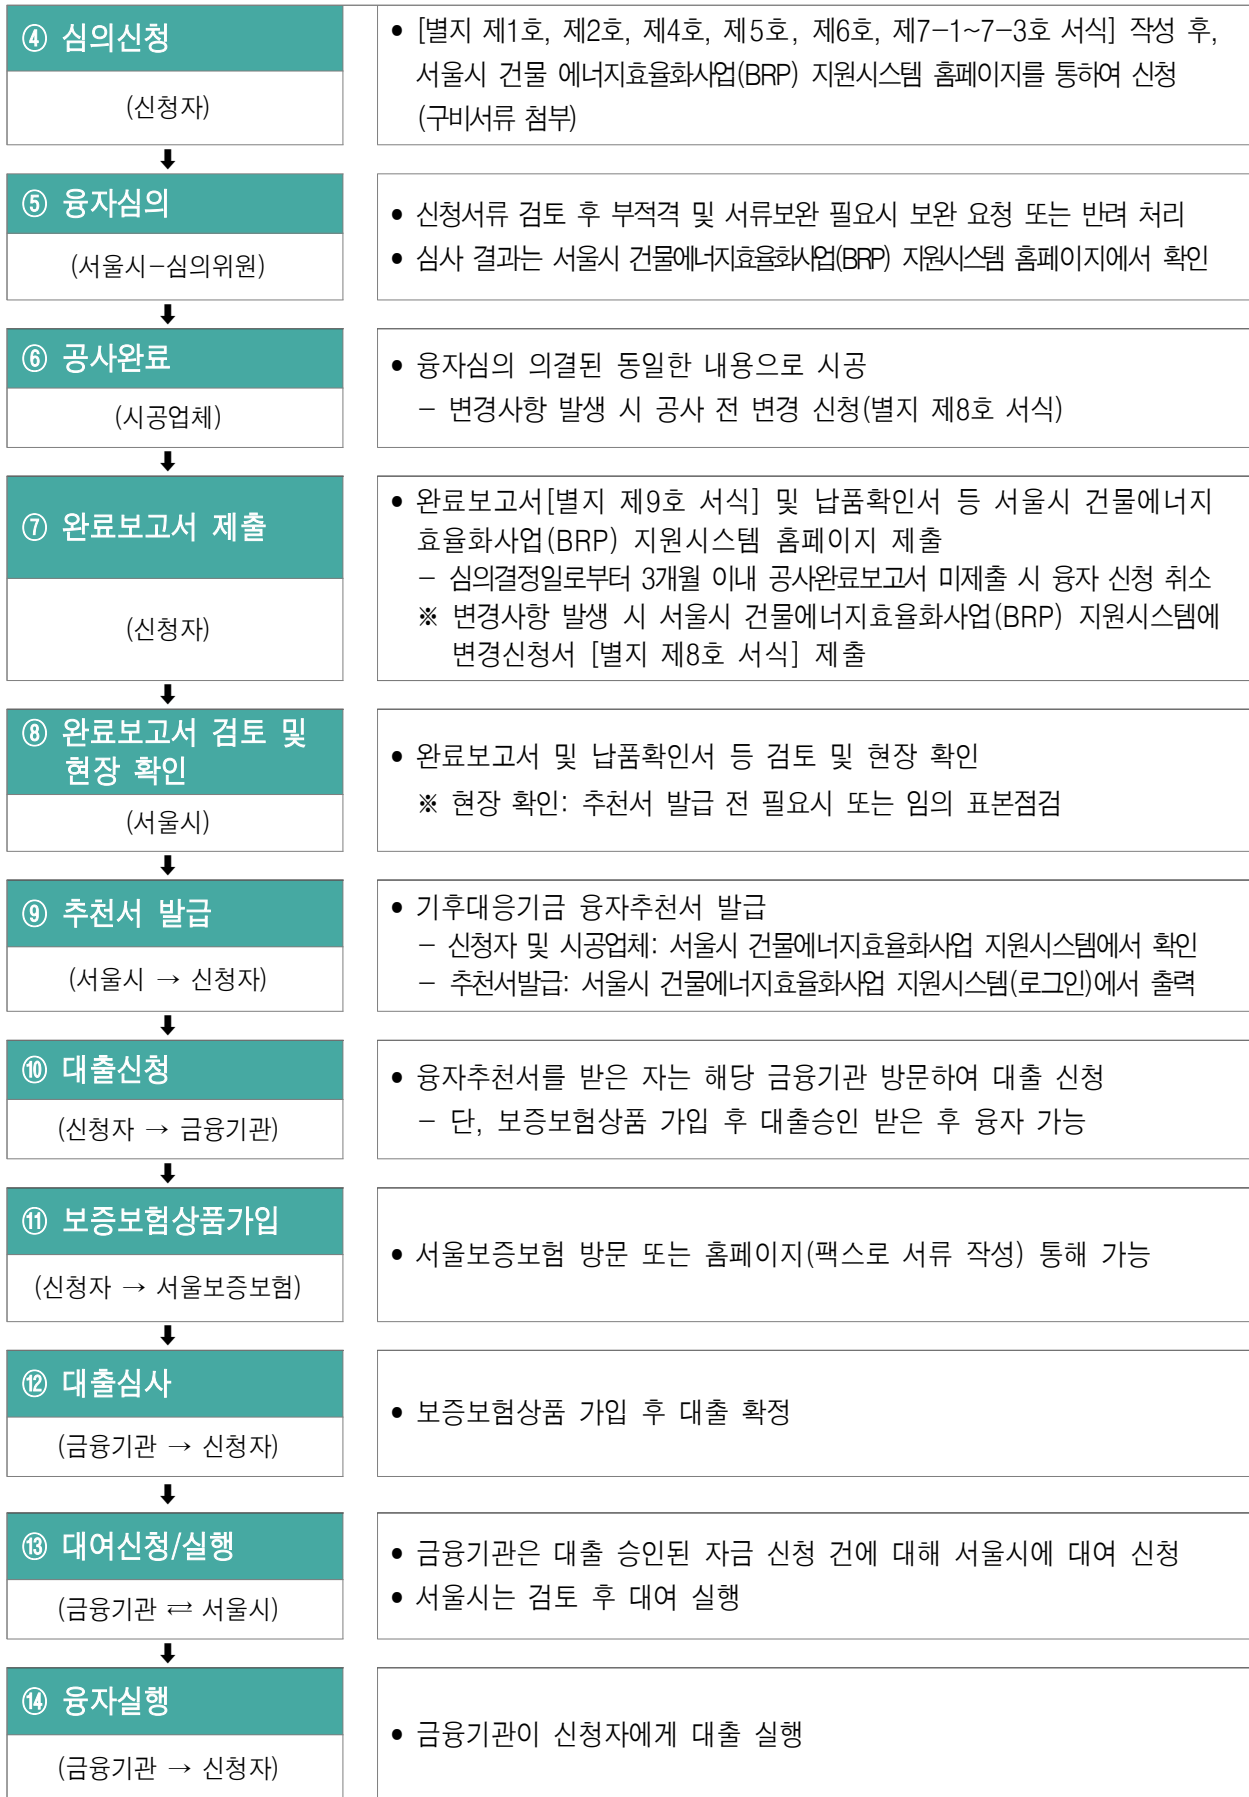 ④ 심의신청
(신청자)
• [별지 제1호, 제2호, 제4호, 제5호, 제6호, 제7-1~7-3호 서식] 작성 후,
서울시 건물 에너지효율화사업(BRP) 지원시스템 홈페이지를 통하여 신청
(구비서류 첨부)
⬇
⑤ 융자심의
(서울시-심의위원)
• 신청서류 검토 후 부적격 및 서류보완 필요시 보완 요청 또는 반려 처리
• 심사 결과는 서울시 건물에너지효율화사업(BRP) 지원시스템 홈페이지에서 확인
⬇
⑥ 공사완료
(시공업체)
• 융자심의 의결된 동일한 내용으로 시공
- 변경사항 발생 시 공사 전 변경 신청(별지 제8호 서식)
⬇
⑦ 완료보고서 제출
(신청자)
• 완료보고서[별지 제9호 서식] 및 납품확인서 등 서울시 건물에너지
효율화사업(BRP) 지원시스템 홈페이지 제출
- 심의결정일로부터 3개월 이내 공사완료보고서 미제출 시 융자 신청 취소
※ 변경사항 발생 시 서울시 건물에너지효율화사업(BRP) 지원시스템에
변경신청서 [별지 제8호 서식] 제출
⬇
⑧ 완료보고서 검토 및
현장 확인
(서울시)
• 완료보고서 및 납품확인서 등 검토 및 현장 확인
※ 현장 확인: 추천서 발급 전 필요시 또는 임의 표본점검
⬇
⑨ 추천서 발급
(서울시 → 신청자)
• 기후대응기금 융자추천서 발급
- 신청자 및 시공업체: 서울시 건물에너지효율화사업 지원시스템에서 확인
- 추천서발급: 서울시 건물에너지효율화사업 지원시스템(로그인)에서 출력
⬇
⑩ 대출신청
(신청자 → 금융기관)
• 융자추천서를 받은 자는 해당 금융기관 방문하여 대출 신청
- 단, 보증보험상품 가입 후 대출승인 받은 후 융자 가능
⬇
⑪ 보증보험상품가입
(신청자 → 서울보증보험)
• 서울보증보험 방문 또는 홈페이지(팩스로 서류 작성) 통해 가능
⬇
⑫ 대출심사
(금융기관 → 신청자)
• 보증보험상품 가입 후 대출 확정
⬇
⑬ 대여신청/실행
(금융기관 ⇄ 서울시)
• 금융기관은 대출 승인된 자금 신청 건에 대해 서울시에 대여 신청
• 서울시는 검토 후 대여 실행
⬇
⑭ 융자실행
(금융기관 → 신청자)
• 금융기관이 신청자에게 대출 실행